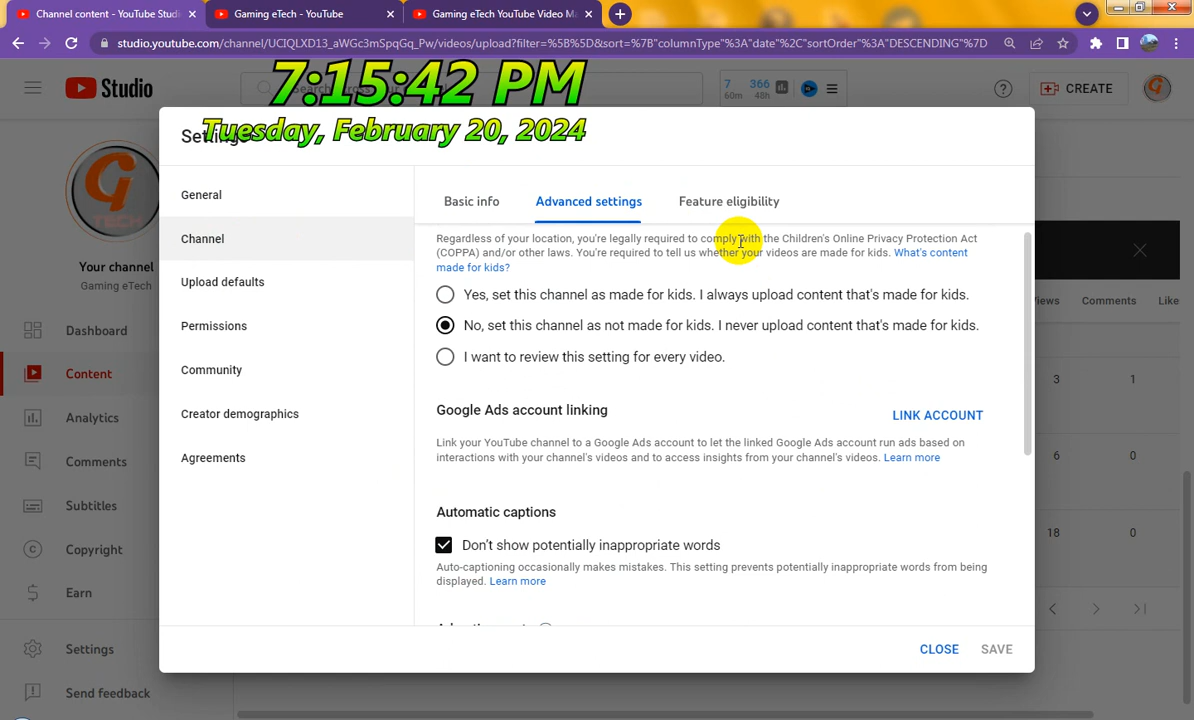 Channel content - YouTube Studi
Gaming eTech - YouTube
Gaming eTech YouTube Video Ma
studio.youtube.com/channel/UCIQLXD13_aWGc3mSpqGq_Pw/videos/upload?filter=%5B%5D&sort=%7B"columnType"%3A"date"%2C"sortOrder"%3A"DESCENDING"%7D
Studio
7:15:42 PM
7
60m
366
48h
CREATE
Settings
Tuesday, February 20, 2024
TECH
Your channel
Gaming eTech
Dashboard
Content
Analytics
Comments
Subtitles
Copyright
Earn
Settings
Send feedback
General
Channel
Upload defaults
Permissions
Community
Creator demographics
Agreements
Basic info
Advanced settings
Feature eligibility
Regardless of your location, you're legally required to comply with the Children's Online Privacy Protection Act
(COPPA) and/or other laws. You're required to tell us whether your videos are made for kids. What's content
made for kids?
Yes, set this channel as made for kids. I always upload content that's made for kids.
No, set this channel as not made for kids. I never upload content that's made for kids.
I want to review this setting for every video.
Google Ads account linking
LINK ACCOUNT
Link your YouTube channel to a Google Ads account to let the linked Google Ads account run ads based on
interactions with your channel's videos and to access insights from your channel's videos. Learn more
Automatic captions
Don't show potentially inappropriate words
Auto-captioning occasionally makes mistakes. This setting prevents potentially inappropriate words from being
displayed. Learn more
CLOSE
SAVE
iews
Comments
Like
3
1
6
0
18
0